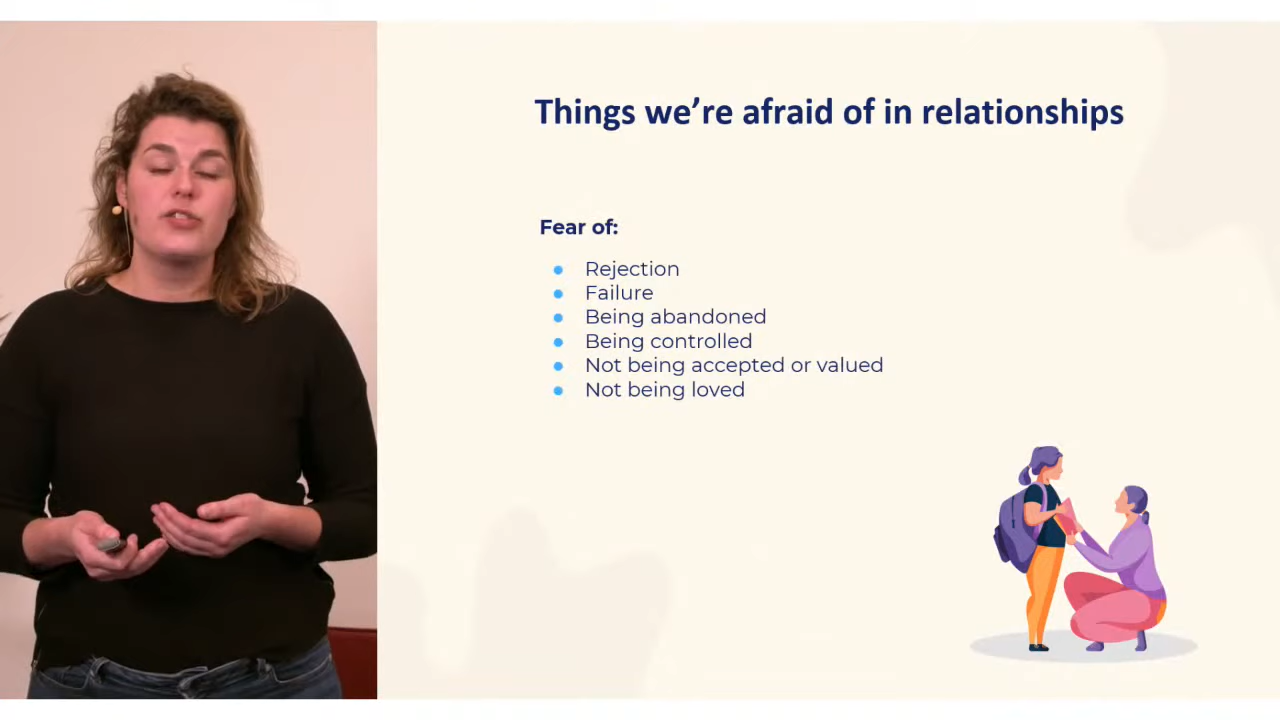 Things we’re afraid of in relationships
Fear of:
● Rejection
● Failure
● Being abandoned
● Being controlled
● Not being accepted or valued
● Not being loved